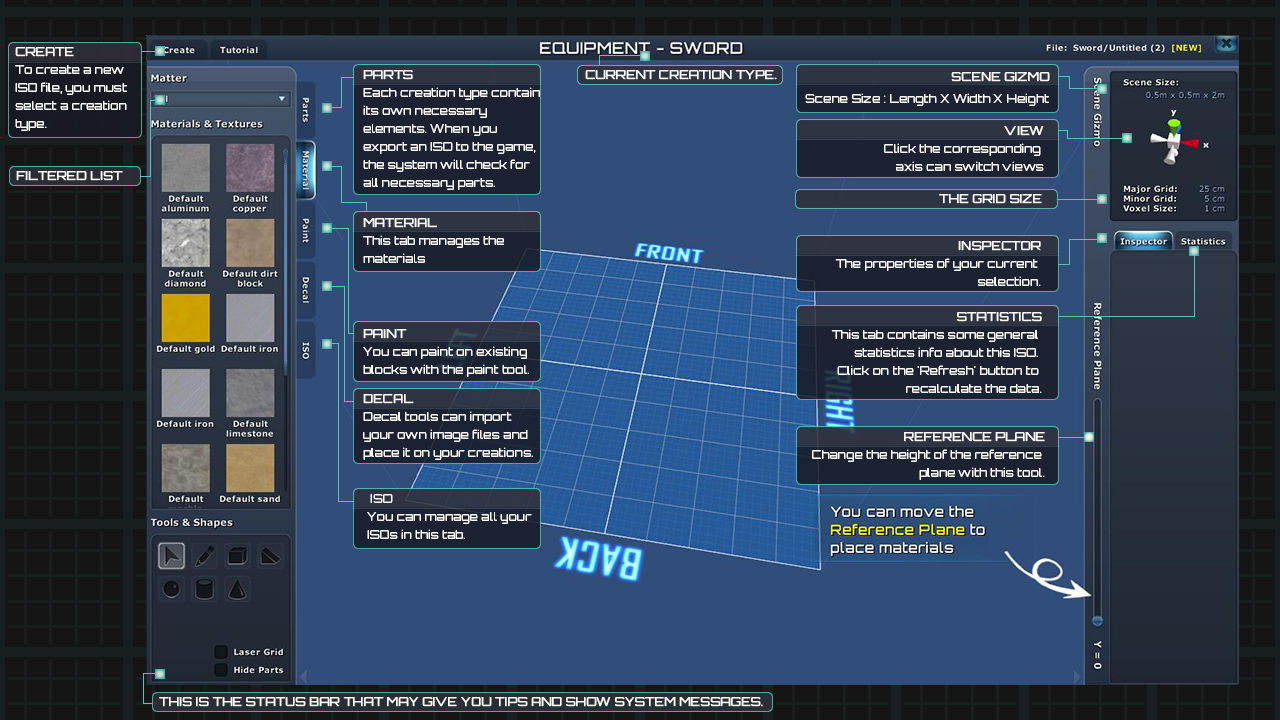 Create
Tutorial
EQUIPMENT - SWORD
File: Sword/Untitled (2) [NEW]
CREATE
To create a new
ISO file, you must
select a creation
type.
FILTERED LIST
Matter
Materials & Textures
Default
aluminum
Default
copper
Default
diamond
Default dirt
block
Default gold
Default iron
Default iron
Default
limestone
Default
Default sand
Tools & Shapes
Laser Grid
Hide Parts
Parts
Material
Paint
Decal
ISO
PARTS
Each creation type contain
its own necessary
elements. When you
export an ISO to the game,
the system will check for
all necessary parts.
MATERIAL
This tab manages the
materials
PAINT
You can paint on existing
blocks with the paint tool.
DECAL
Decal tools can import
your own image files and
place it on your creations.
ISO
You can manage all your
ISOs in this tab.
CURRENT CREATION TYPE.
FRONT
RIGHT
BACK
SCENE GIZMO
Scene Size : Length X Width X Height
VIEW
Click the corresponding
axis can switch views
THE GRID SIZE
INSPECTOR
The properties of your current
selection.
STATISTICS
This tab contains some general
statistics info about this ISO.
Click on the 'Refresh' button to
recalculate the data.
REFERENCE PLANE
Change the height of the reference
plane with this tool.
You can move the
Reference Plane to
place materials
Scene Gizmo
Scene Size:
0.5m x 0.5m x 2m
Y
X
Major Grid: 25 cm
Minor Grid: 5 cm
Voxel Size: 1 cm
Inspector
Statistics
Reference Plane
Y = 0
THIS IS THE STATUS BAR THAT MAY GIVE YOU TIPS AND SHOW SYSTEM MESSAGES.